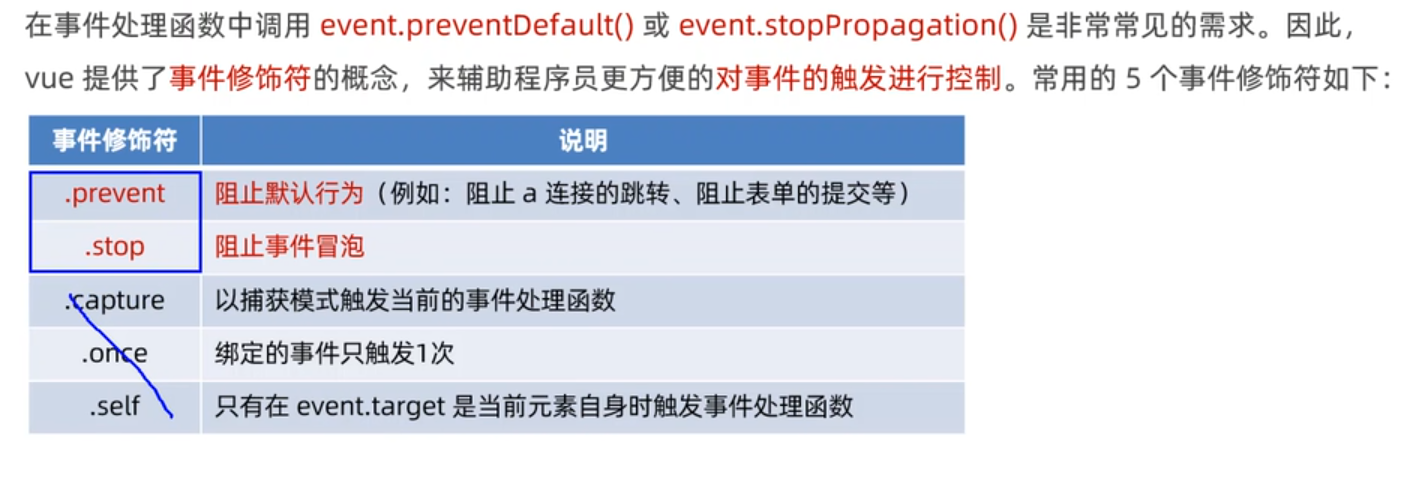 在事件处理函数中调用 event.preventDefault() 或 event.stopPropagation() 是非常常见的需求。因此，
vue 提供了事件修饰符的概念，来辅助程序员更方便的对事件的触发进行控制。常用的 5 个事件修饰符如下：
事件修饰符 说明
.prevent 阻止默认行为（例如：阻止 a 连接的跳转、阻止表单的提交等）
.stop 阻止事件冒泡
.capture 以捕获模式触发当前的事件处理函数
.once 绑定的事件只触发1次
.self 只有在 event.target 是当前元素自身时触发事件处理函数